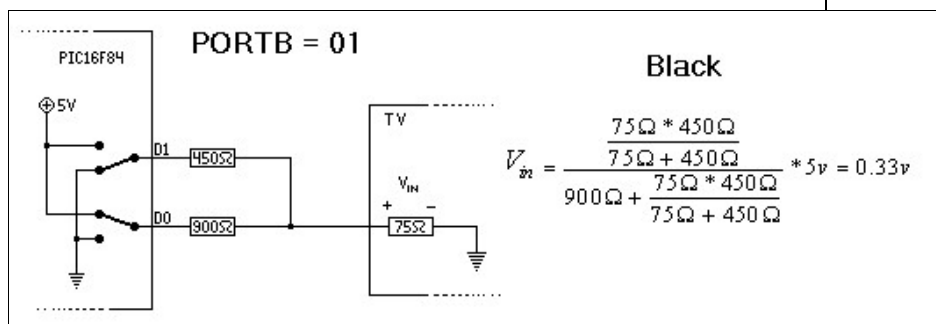 PORTB = 01
PIC16F84
5V
D1
450Ω
D0
900Ω
TV
VIN
+ −
75Ω
Black
Vin = (75Ω * 450Ω / 75Ω + 450Ω) / (900Ω + 75Ω * 450Ω / 75Ω + 450Ω) * 5v = 0.33v